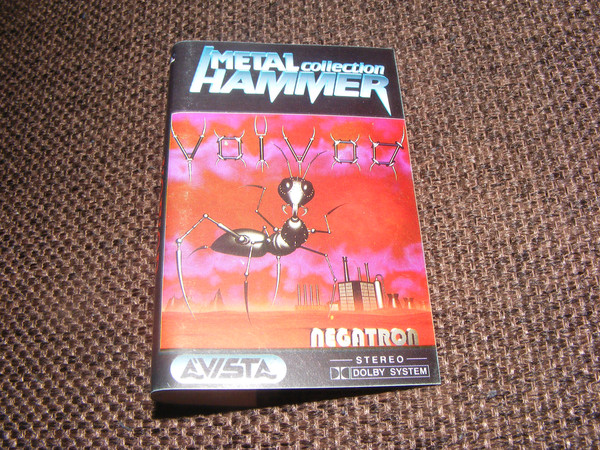 METAL collection
HAMMER
VOIVOD
NEGATRON
AVISTA
STEREO
DOLBY SYSTEM